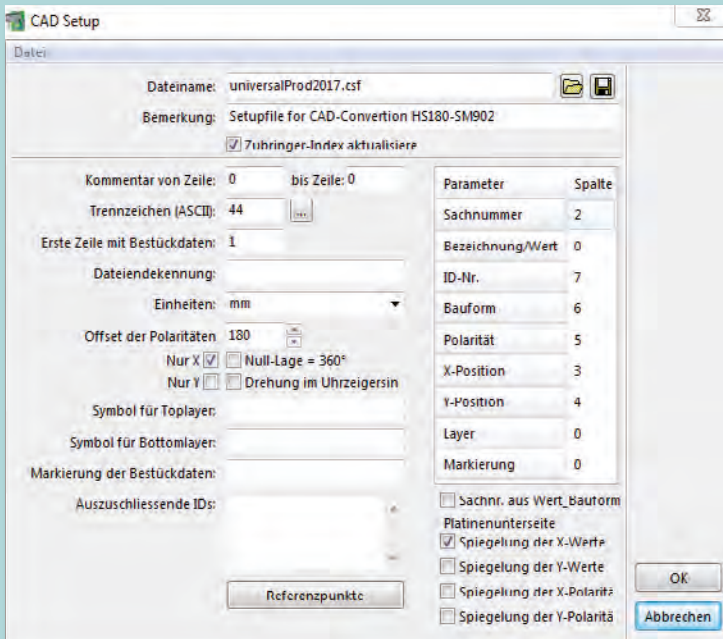 CAD Setup
Datei
Dateiname: universalProd2017.csf
Bemerkung: Setupfile for CAD-Convertion HS180-SM902
Zubringer-Index aktualisiere
Kommentar von Zeile: 0 bis Zeile: 0
Trennzeichen (ASCII): 44 ...
Erste Zeile mit Bestückdaten: 1
Dateiendekennung:
Einheiten: mm
Offset der Polaritäten 180
Nur X Null-Lage = 360°
Nur Y Drehung im Uhrzeigersin
Symbol für Toplayer:
Symbol für Bottomlayer:
Markierung der Bestückdaten:
Auszuschliessende IDs:
Referenzpunkte
Parameter Spalte
Sachnummer 2
Bezeichnung/Wert 0
ID-Nr. 7
Bauform 6
Polarität 5
X-Position 3
Y-Position 4
Layer 0
Markierung 0
Sachnr. aus Wert_Bauform
Platinenunterseite
Spiegelung der X-Werte
Spiegelung der Y-Werte
Spiegelung der X-Polaritä
Spiegelung der Y-Polaritä
OK
Abbrechen